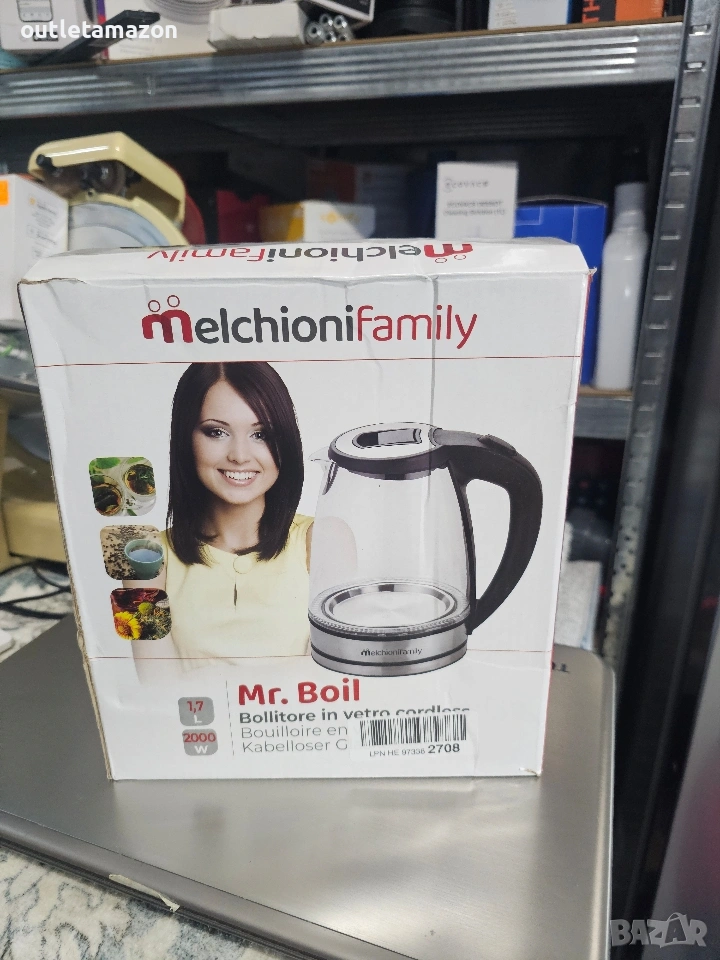 outletamazon
melchionifamily
melchionifamily
melchionifamily
1,7
L
2000
W
Mr. Boil
Bollitore in vetro cordless
Bouilloire en
Kabelloser G
LPN HE 97338 2708
BAZAR